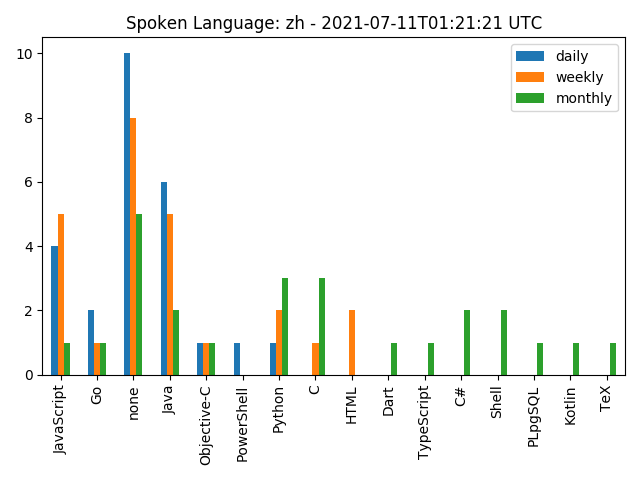 Spoken Language: zh - 2021-07-11T01:21:21 UTC
daily
weekly
monthly
10
8
6
4
2
0
JavaScript
Go
none
Java
Objective-C
PowerShell
Python
C
HTML
Dart
TypeScript
C#
Shell
PLpgSQL
Kotlin
TeX